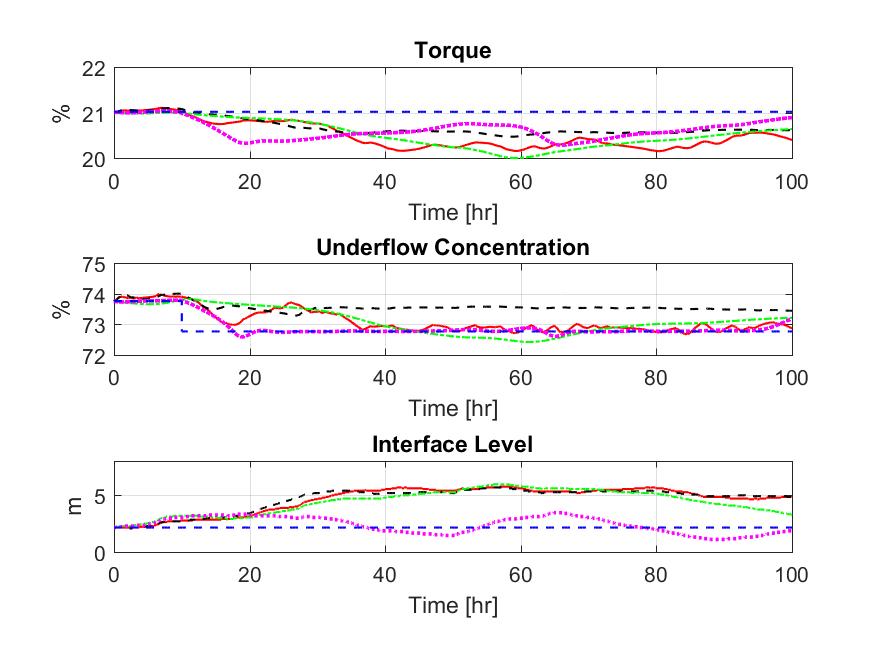 Torque
22
21
20
%
0 20 40 60 80 100
Time [hr]
Underflow Concentration
75
74
73
72
%
0 20 40 60 80 100
Time [hr]
Interface Level
5
0
m
0 20 40 60 80 100
Time [hr]